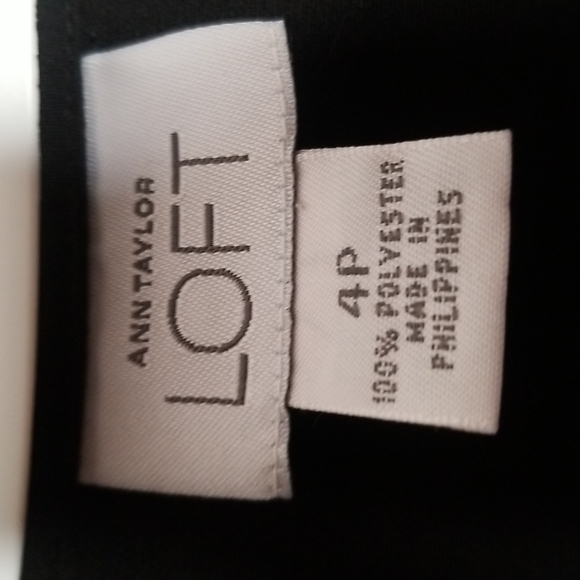 ANN TAYLOR
LOFT
4P
100% POLYESTER
MADE IN
PHILIPPINES